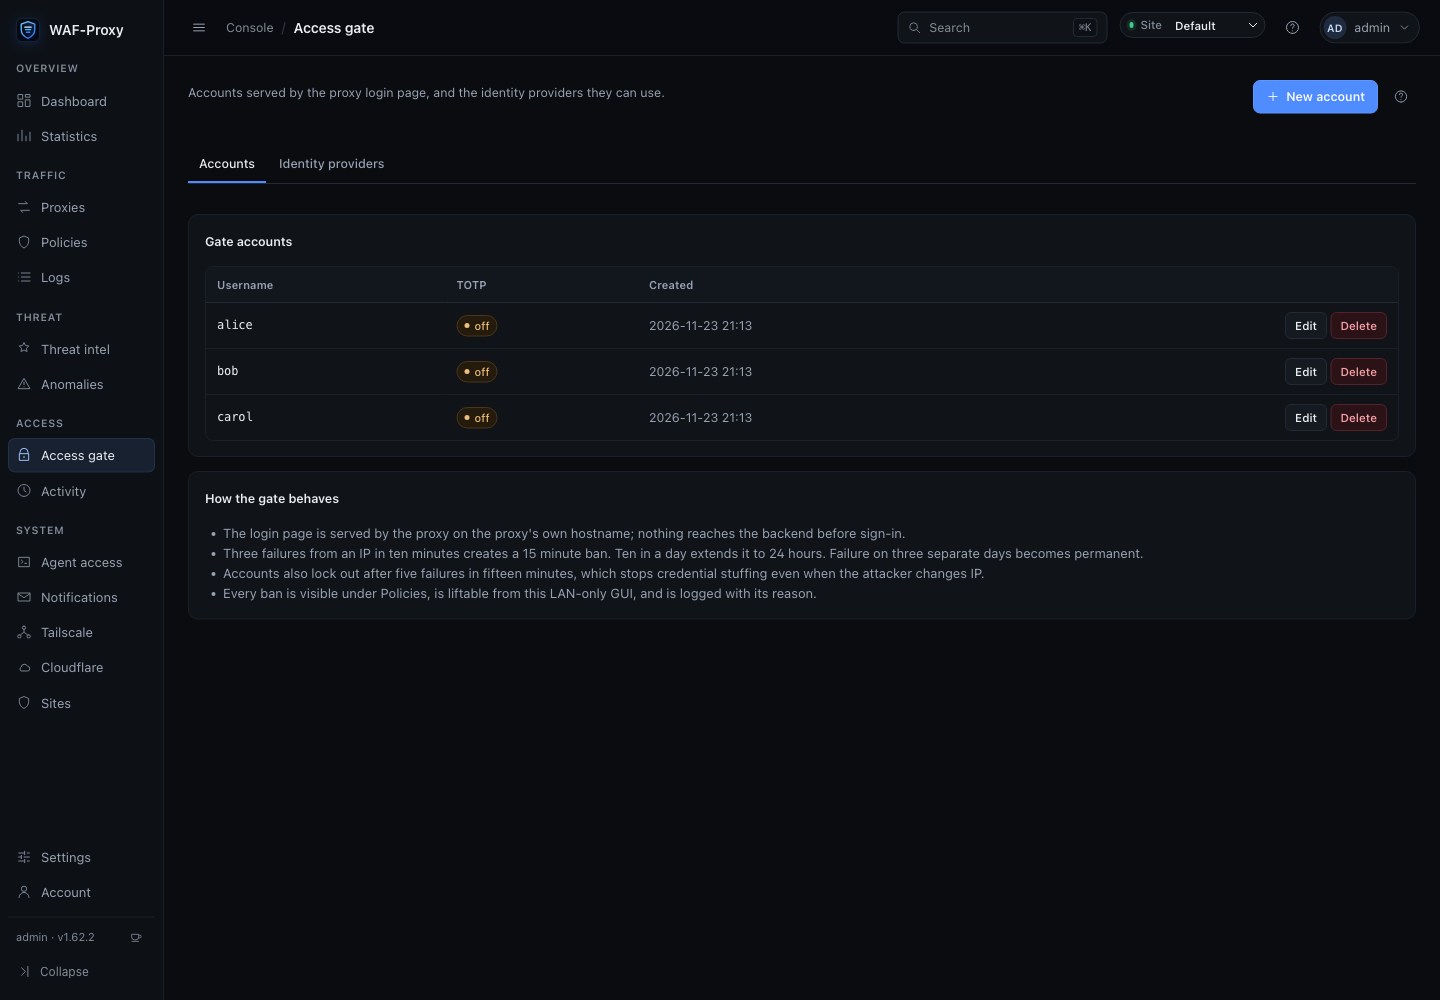 WAF-Proxy
OVERVIEW
Dashboard
Statistics
TRAFFIC
Proxies
Policies
Logs
THREAT
Threat intel
Anomalies
ACCESS
Access gate
Activity
SYSTEM
Agent access
Notifications
Tailscale
Cloudflare
Sites
Settings
Account
admin · v1.62.2
Collapse
Console / Access gate
Search ⌘K
Site Default
AD admin
Accounts served by the proxy login page, and the identity providers they can use.
+ New account
Accounts Identity providers
Gate accounts
Username TOTP Created
alice off 2026-11-23 21:13 Edit Delete
bob off 2026-11-23 21:13 Edit Delete
carol off 2026-11-23 21:13 Edit Delete
How the gate behaves
• The login page is served by the proxy on the proxy's own hostname; nothing reaches the backend before sign-in.
• Three failures from an IP in ten minutes creates a 15 minute ban. Ten in a day extends it to 24 hours. Failure on three separate days becomes permanent.
• Accounts also lock out after five failures in fifteen minutes, which stops credential stuffing even when the attacker changes IP.
• Every ban is visible under Policies, is liftable from this LAN-only GUI, and is logged with its reason.